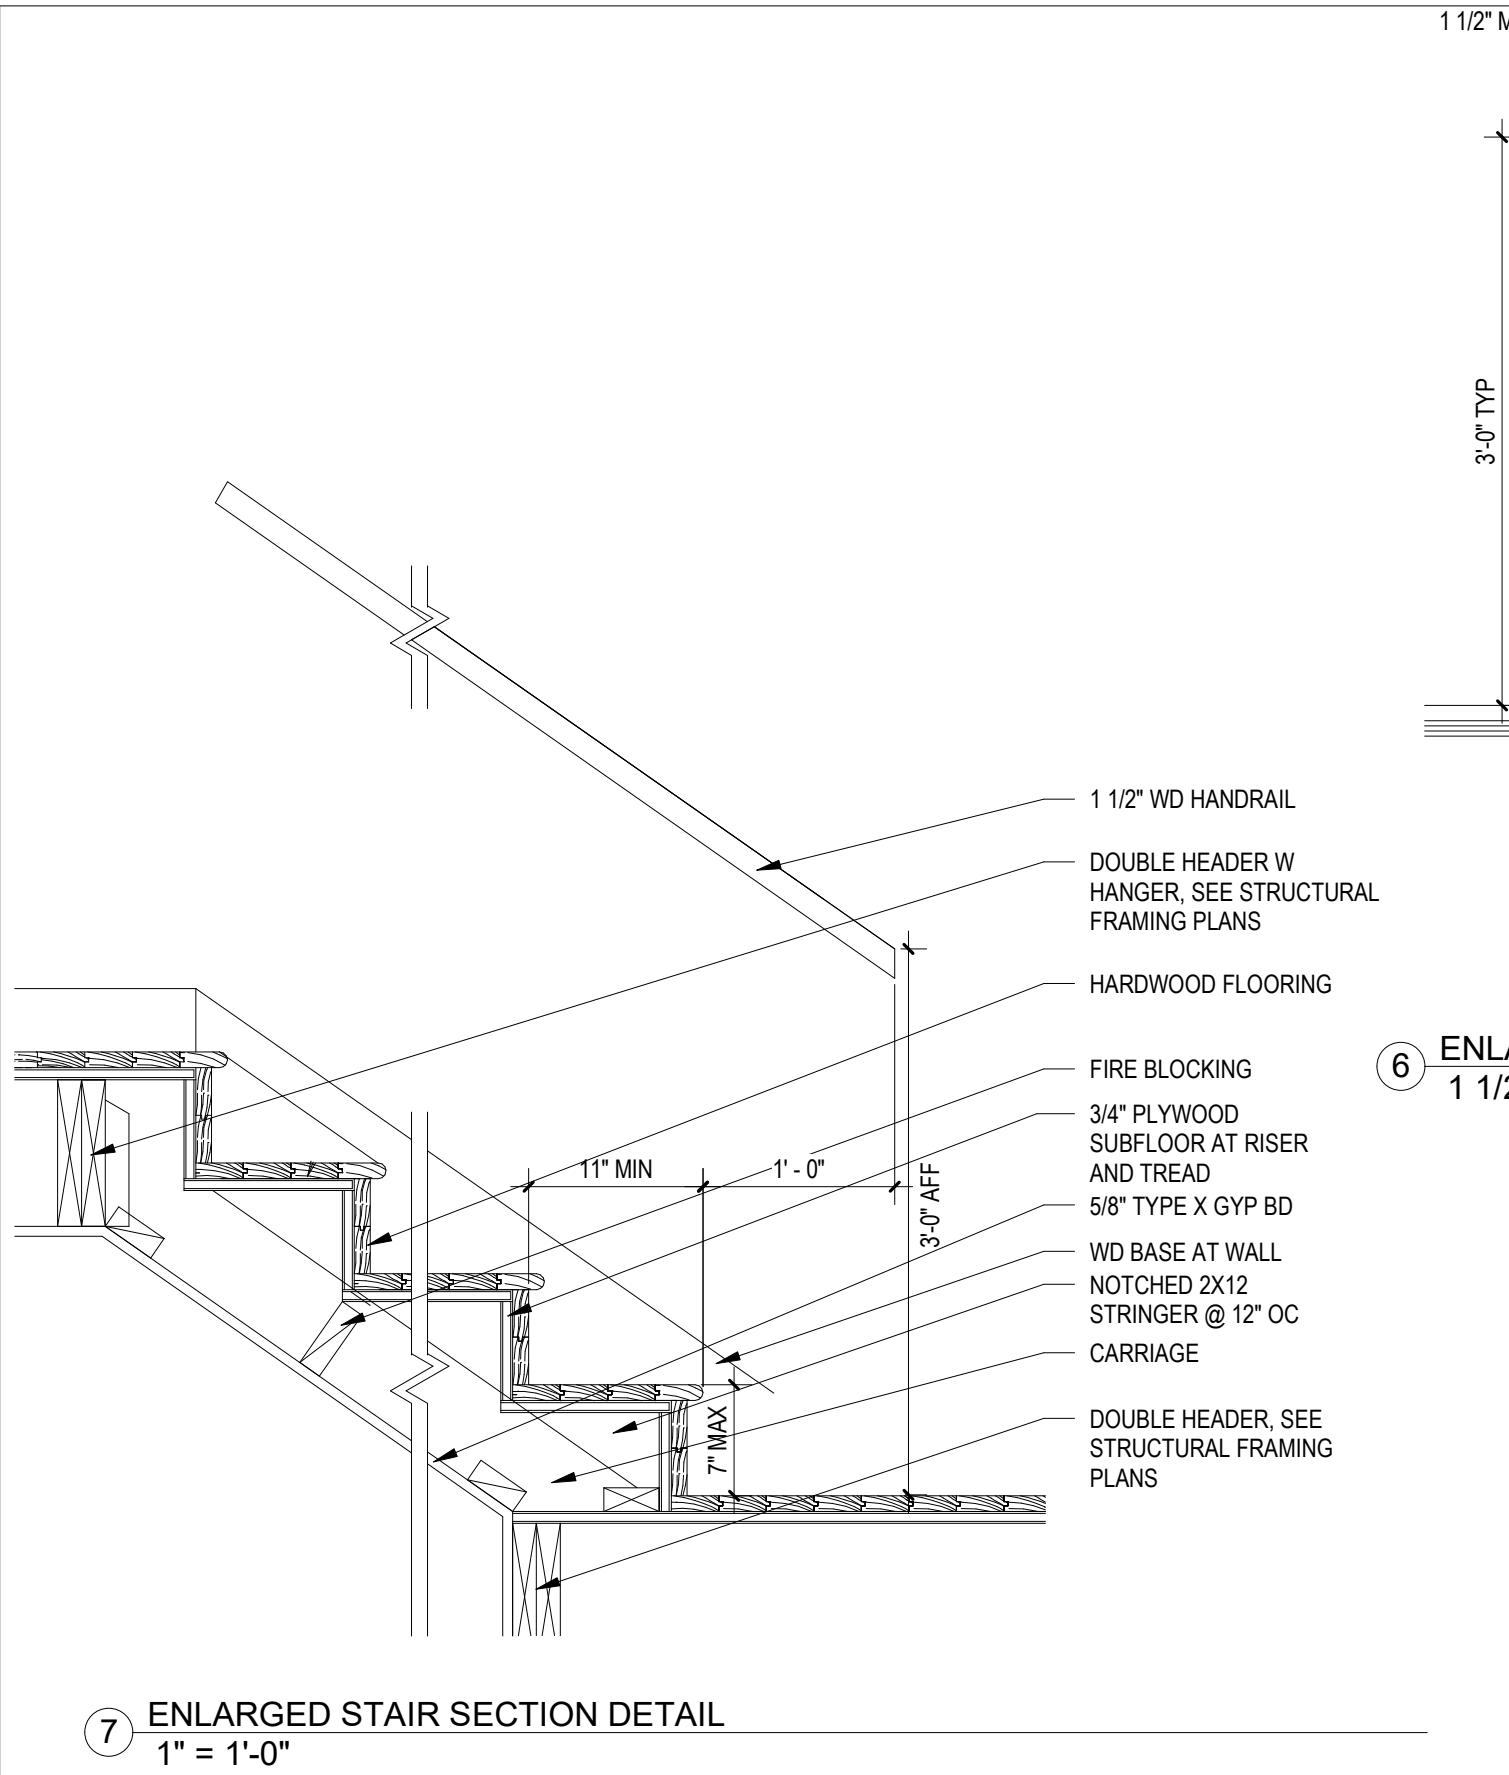 1 1/2" M
3'-0" TYP
1 1/2" WD HANDRAIL
DOUBLE HEADER W
HANGER, SEE STRUCTURAL
FRAMING PLANS
HARDWOOD FLOORING
FIRE BLOCKING
3/4" PLYWOOD
SUBFLOOR AT RISER
AND TREAD
5/8" TYPE X GYP BD
WD BASE AT WALL
NOTCHED 2X12
STRINGER @ 12" OC
CARRIAGE
DOUBLE HEADER, SEE
STRUCTURAL FRAMING
PLANS
11" MIN
1' - 0"
3'-0" AFF
7" MAX
6
ENLA
1 1/2
7
ENLARGED STAIR SECTION DETAIL
1" = 1'-0"